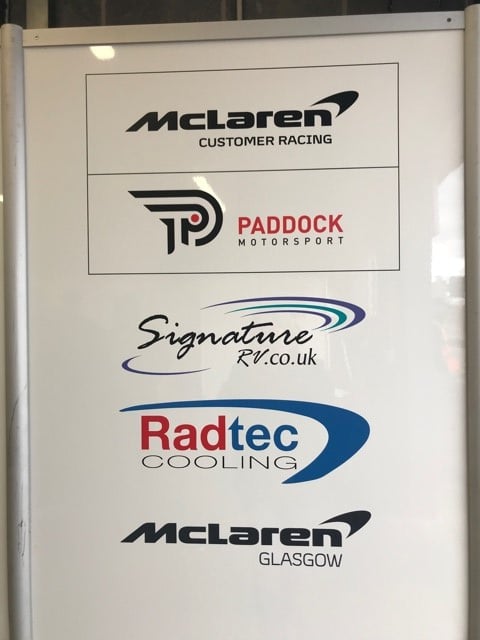 McLaren
CUSTOMER RACING
PADDOCK
MOTORSPORT
Signature
RV.co.uk
Radtec
COOLING
McLaren
GLASGOW